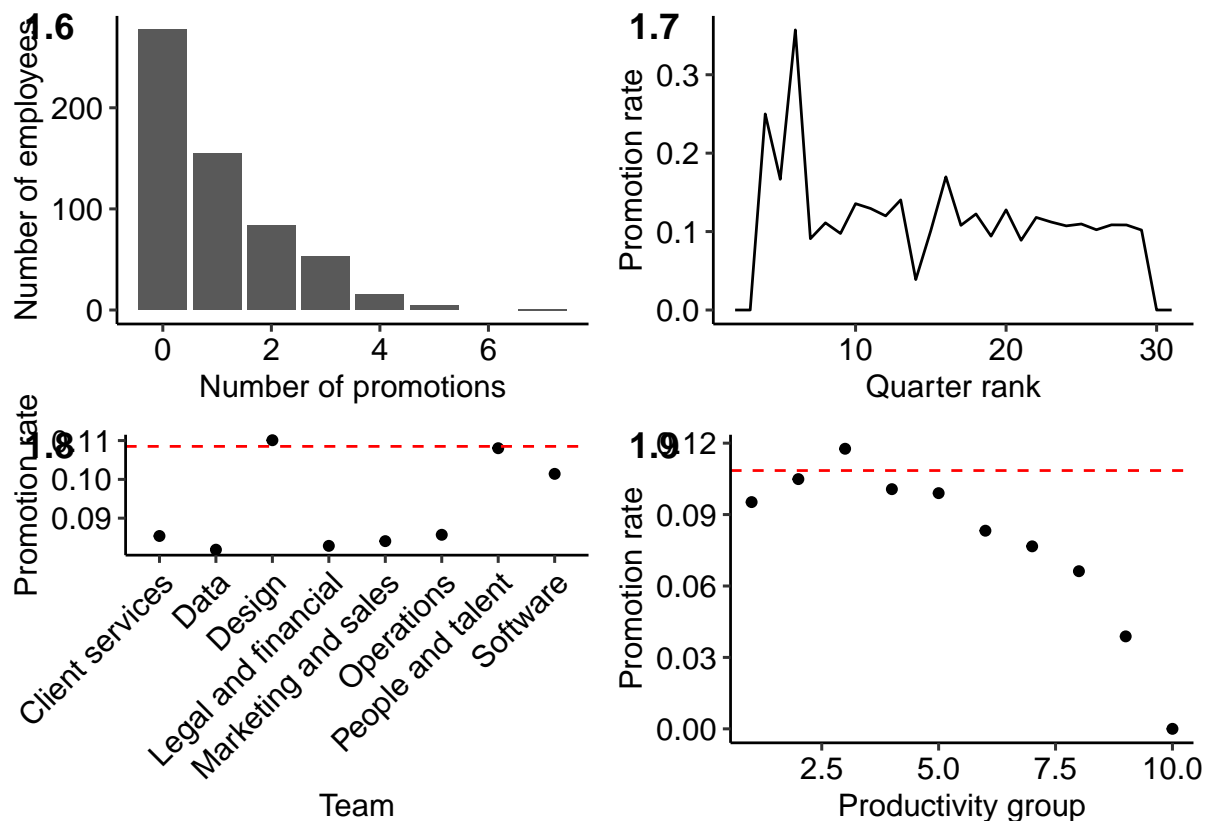 1.6
Number of employees
200
100
0
0 2 4 6
Number of promotions
1.7
Promotion rate
0.3
0.2
0.1
0.0
10 20 30
Quarter rank
1.8
Promotion rate
0.11
0.10
0.09
Client services
Data
Design
Legal and financial
Marketing and sales
Operations
People and talent
Software
Team
1.9
Promotion rate
0.12
0.09
0.06
0.03
0.00
2.5 5.0 7.5 10.0
Productivity group